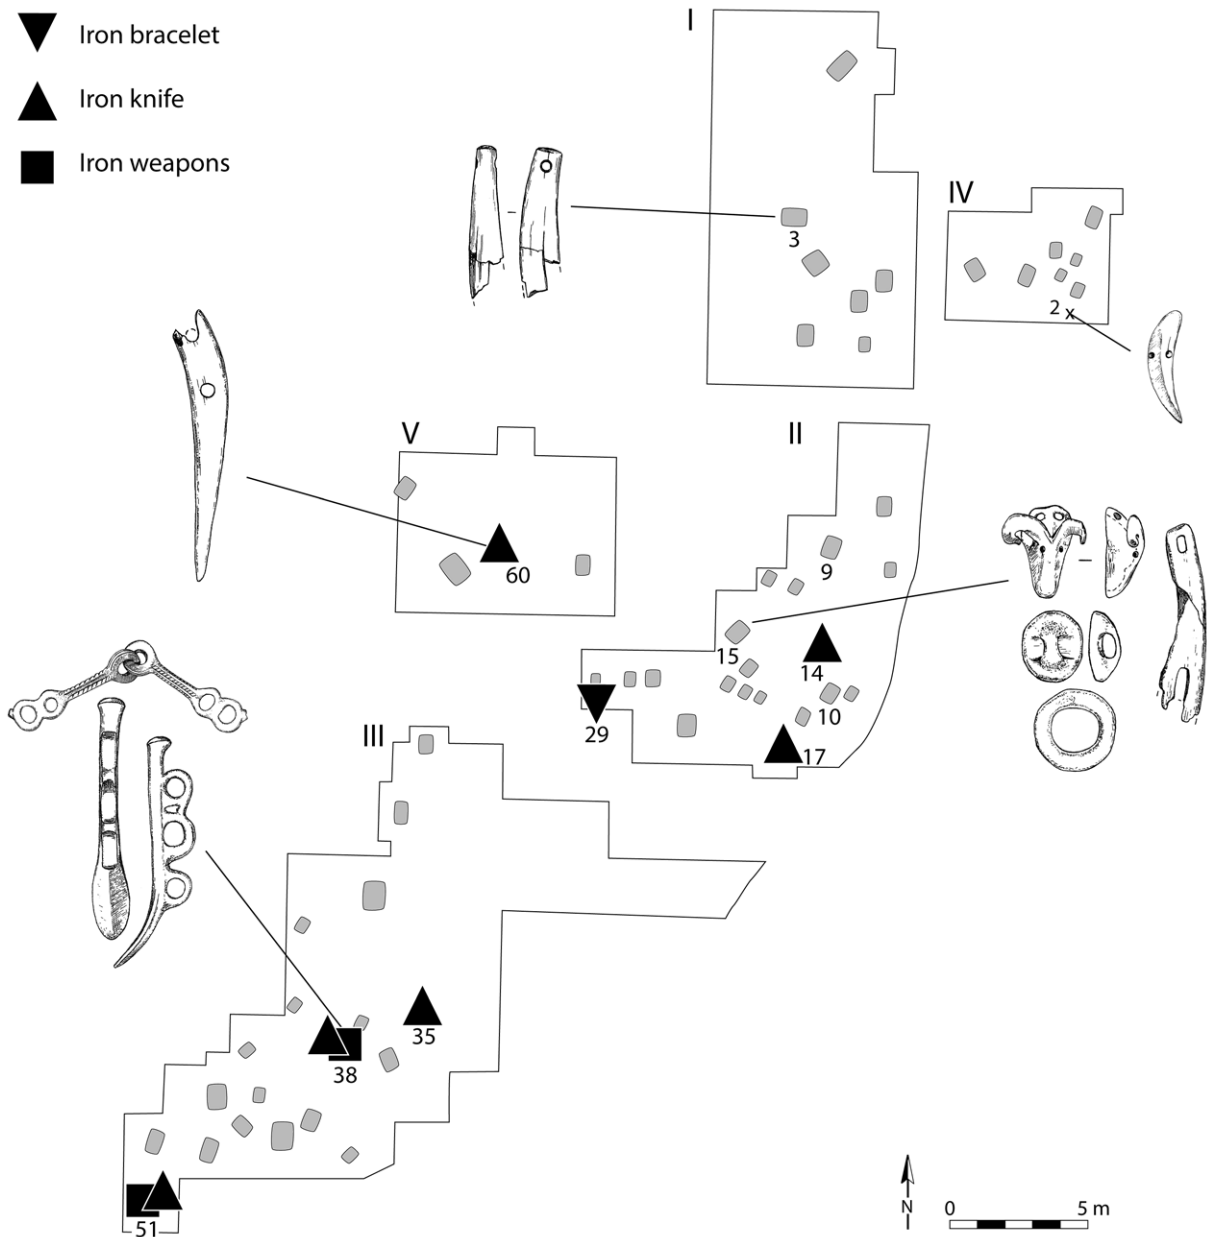 Iron bracelet
Iron knife
Iron weapons
I
3
IV
2 x
V
60
II
9
15
14
10
29
17
III
35
38
51
N
0 5 m